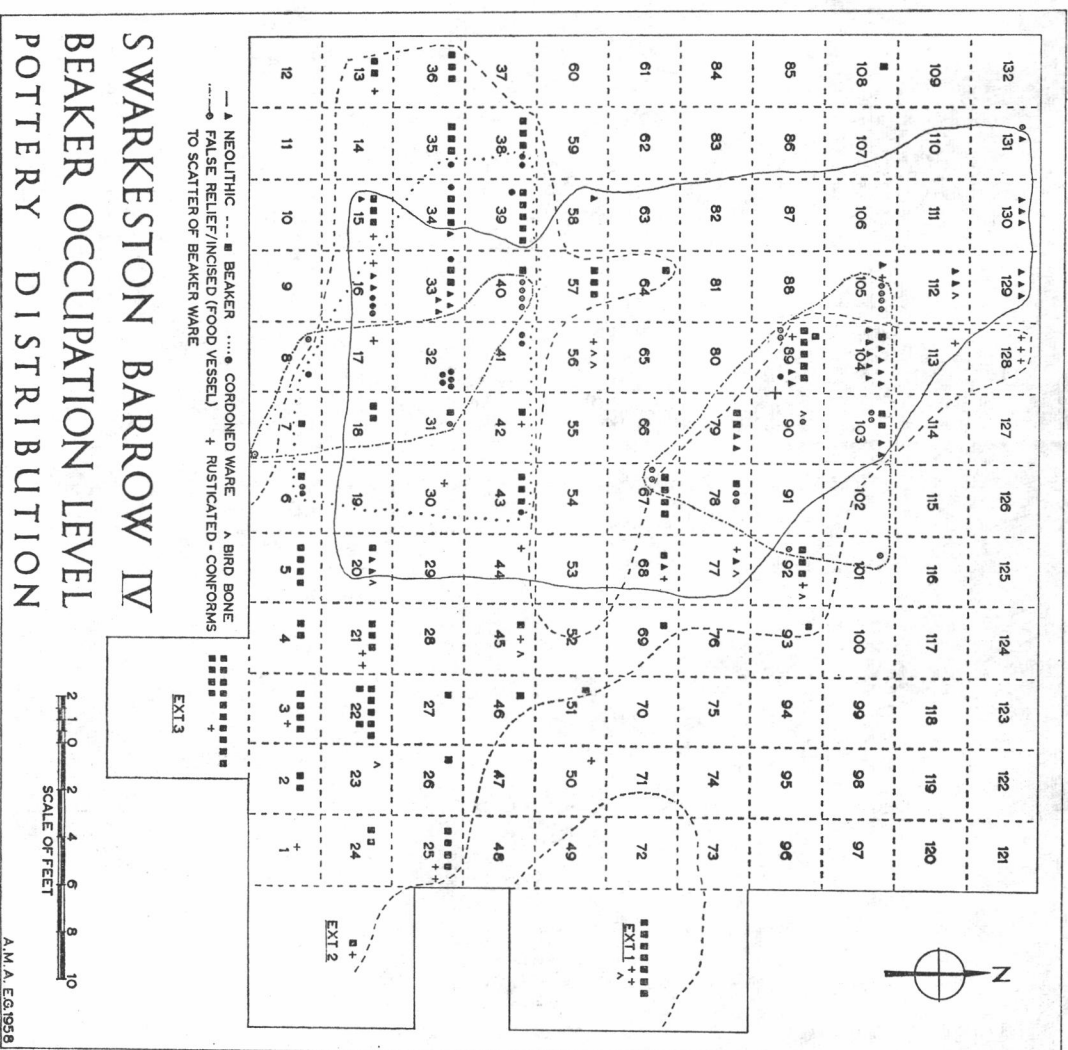 N
132 131 130 129 128 127 126 125 124 123 122 121
109 110 111 112 113 114 115 116 117 118 119 120
108 107 106 105 104 103 102 101 100 99 98 97
85 86 87 88 89 90 91 92 93 94 95 96
84 83 82 81 80 79 78 77 76 75 74 73
61 62 63 64 65 66 67 68 69 70 71 72
EXT 1
60 59 58 57 56 55 54 53 52 51 50 49
37 38 39 40 41 42 43 44 45 46 47 48
36 35 34 33 32 31 30 29 28 27 26 25
13 14 15 16 17 18 19 20 21 22 23 24
EXT 2
12 11 10 9 8 7 6 5 4 3 2 1
EXT 3
NEOLITHIC BEAKER CORDONED WARE BIRD BONE
FALSE RELIEF/INCISED (FOOD VESSEL) + RUSTICATED - CONFORMS
TO SCATTER OF BEAKER WARE
SWARKESTON BARROW IV
BEAKER OCCUPATION LEVEL
POTTERY DISTRIBUTION
2 1 0 2 4 6 8 10
SCALE OF FEET
A.M.A. E.G.1958